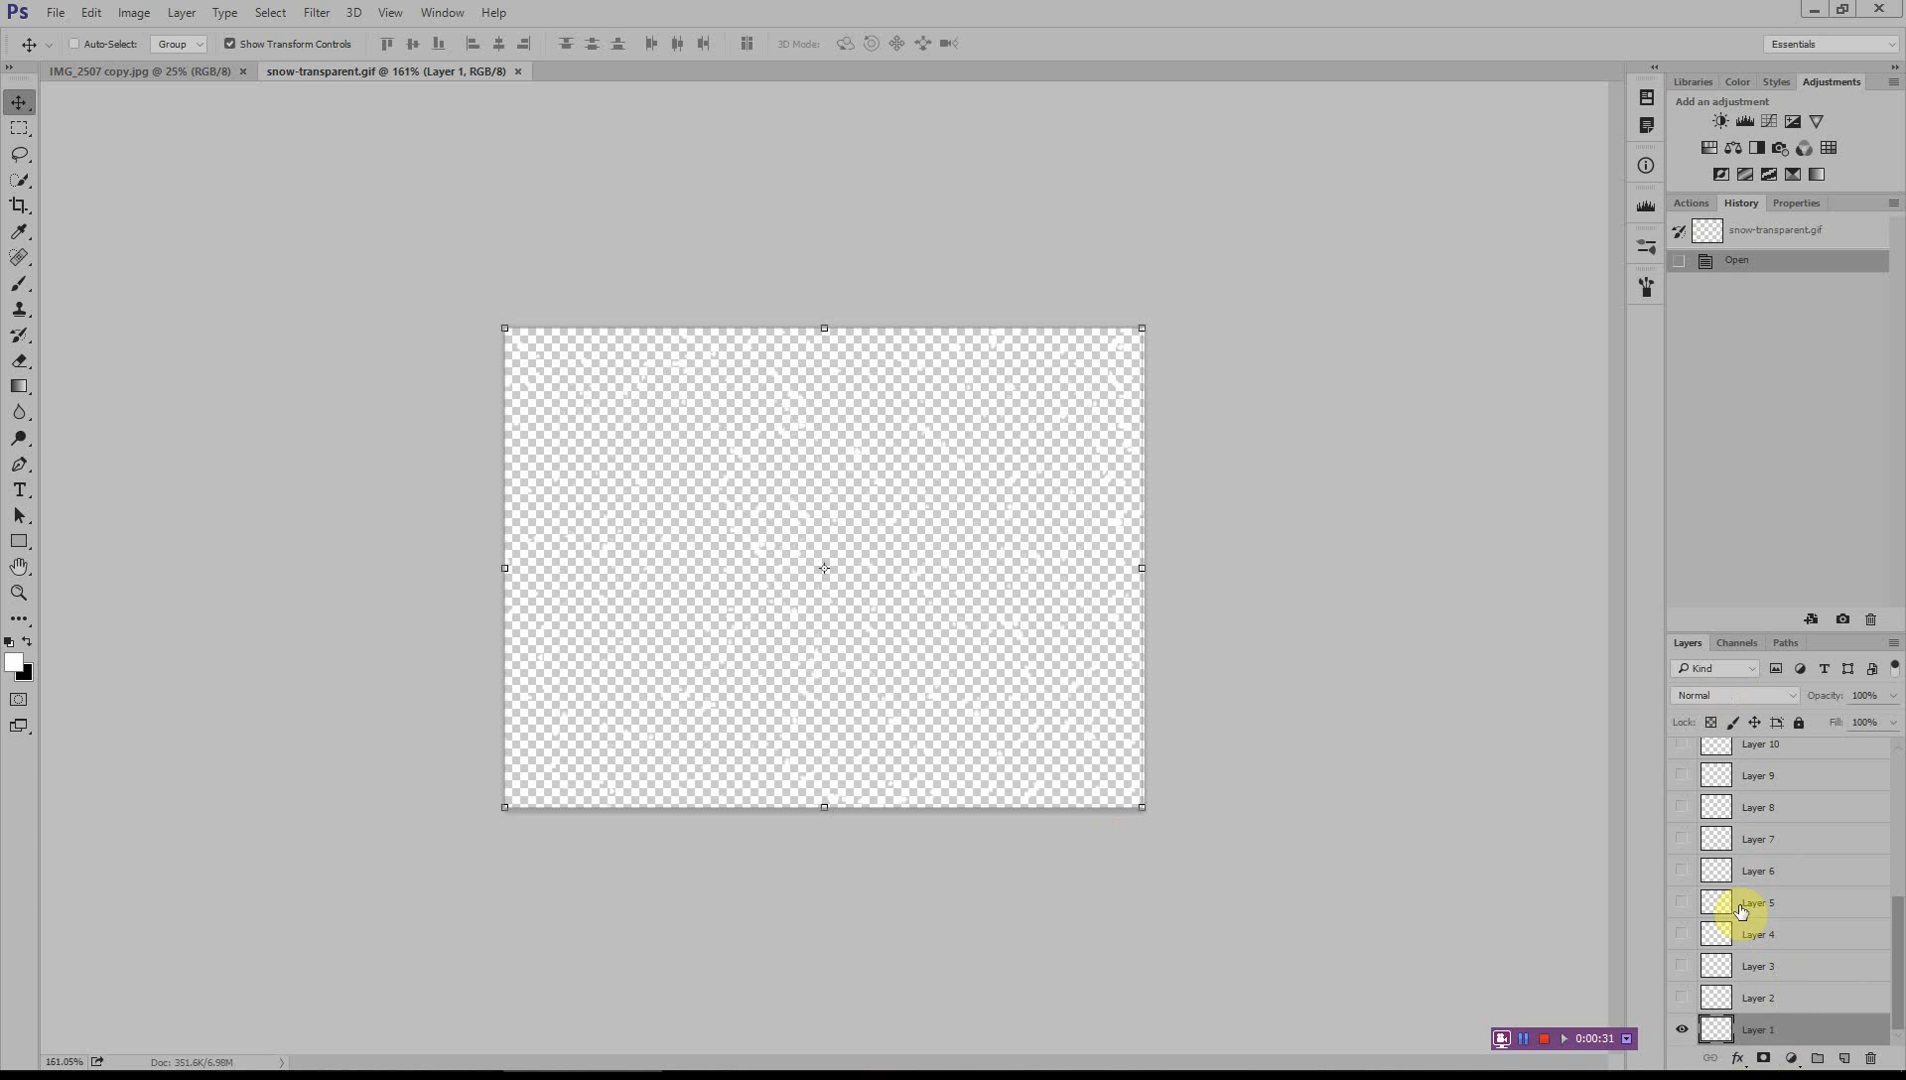 Ps File Edit Image Layer Type Select Filter 3D View Window Help
Auto-Select: Group Show Transform Controls 3D Mode: Essentials
IMG_2507 copy.jpg @ 25% (RGB/8) × snow-transparent.gif @ 161% (Layer 1, RGB/8) ×
Libraries Color Styles Adjustments
Add an adjustment
Actions History Properties
snow-transparent.gif
Open
Layers Channels Paths
Kind
Normal Opacity: 100%
Lock: Fill: 100%
Layer 10
Layer 9
Layer 8
Layer 7
Layer 6
Layer 5
Layer 4
Layer 3
Layer 2
Layer 1
0:00:31
161.05% Doc: 351.6K/6.98M